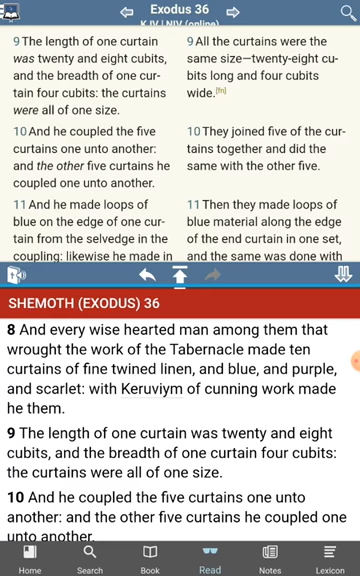 Exodus 36
KJV | NIV (online)
9 The length of one curtain
was twenty and eight cubits,
and the breadth of one cur-
tain four cubits: the curtains
were all of one size.
10 And he coupled the five
curtains one unto another:
and the other five curtains he
coupled one unto another.
11 And he made loops of
blue on the edge of one cur-
tain from the selvedge in the
coupling: likewise he made in
9 All the curtains were the
same size—twenty-eight cu-
bits long and four cubits
wide.[fn]
10 They joined five of the cur-
tains together and did the
same with the other five.
11 Then they made loops of
blue material along the edge
of the end curtain in one set,
and the same was done with
SHEMOTH (EXODUS) 36
8 And every wise hearted man among them that
wrought the work of the Tabernacle made ten
curtains of fine twined linen, and blue, and purple,
and scarlet: with Keruviym of cunning work made
he them.
9 The length of one curtain was twenty and eight
cubits, and the breadth of one curtain four cubits:
the curtains were all of one size.
10 And he coupled the five curtains one unto
another: and the other five curtains he coupled one
unto another.
Home Search Book Read Notes Lexicon